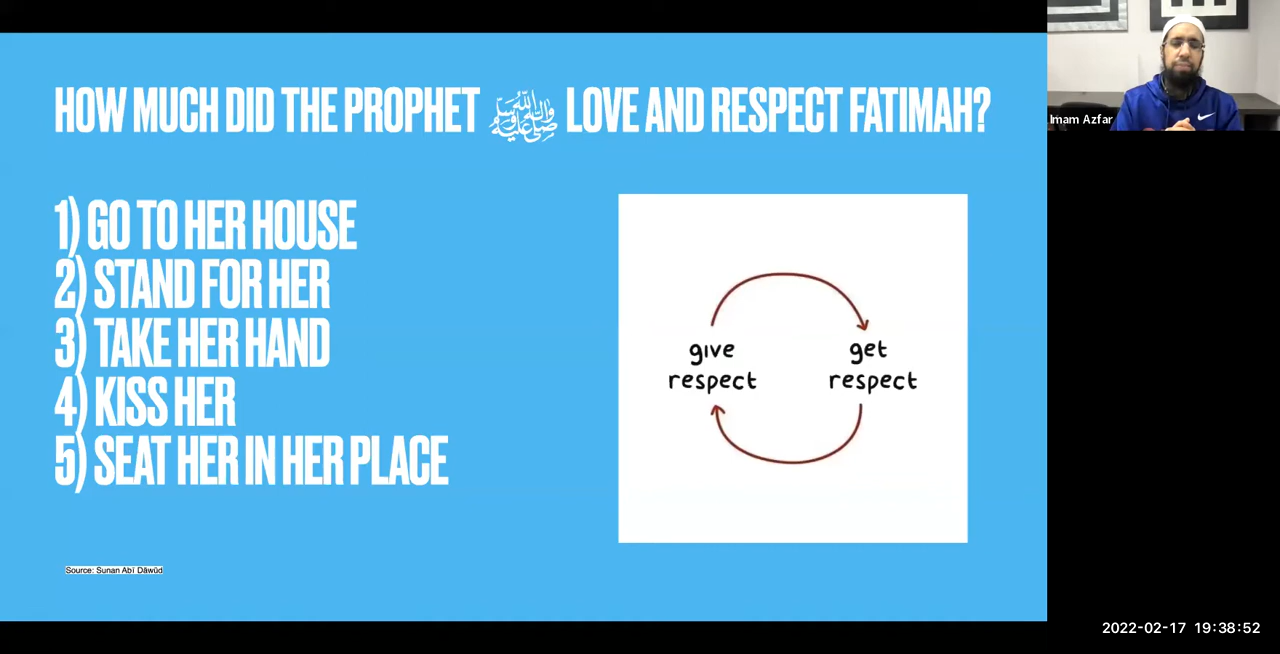 HOW MUCH DID THE PROPHET ﷺ LOVE AND RESPECT FATIMAH?
1) GO TO HER HOUSE
2) STAND FOR HER
3) TAKE HER HAND
4) KISS HER
5) SEAT HER IN HER PLACE
give respect
get respect
Source: Sunan Abī Dāwūd
Imam Azfar
2022-02-17 19:38:52